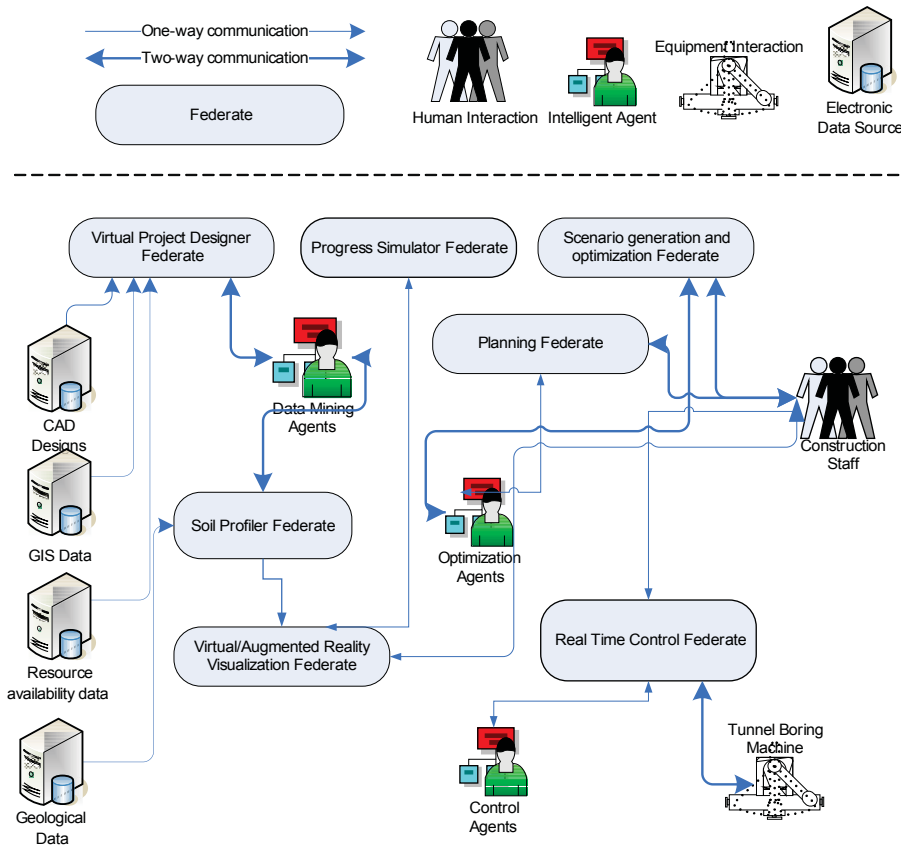 One-way communication
Two-way communication
Federate
Human Interaction
Intelligent Agent
Equipment Interaction
Electronic
Data Source
Virtual Project Designer
Federate
Progress Simulator Federate
Scenario generation and
optimization Federate
Planning Federate
CAD
Designs
Data Mining
Agents
Construction
Staff
GIS Data
Soil Profiler Federate
Optimization
Agents
Resource
availability data
Virtual/Augmented Reality
Visualization Federate
Real Time Control Federate
Tunnel Boring
Machine
Geological
Data
Control
Agents